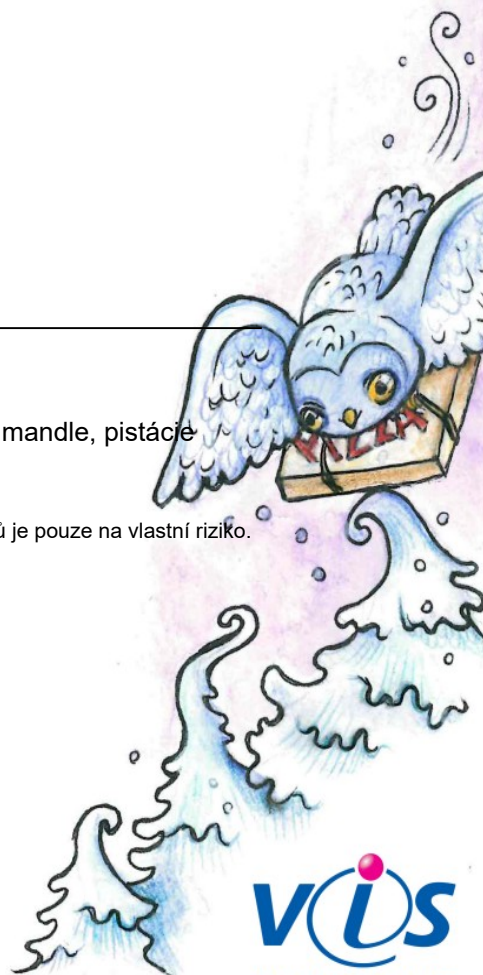 mandle, pistácie
ů je pouze na vlastní riziko.
PIZZA
VIS